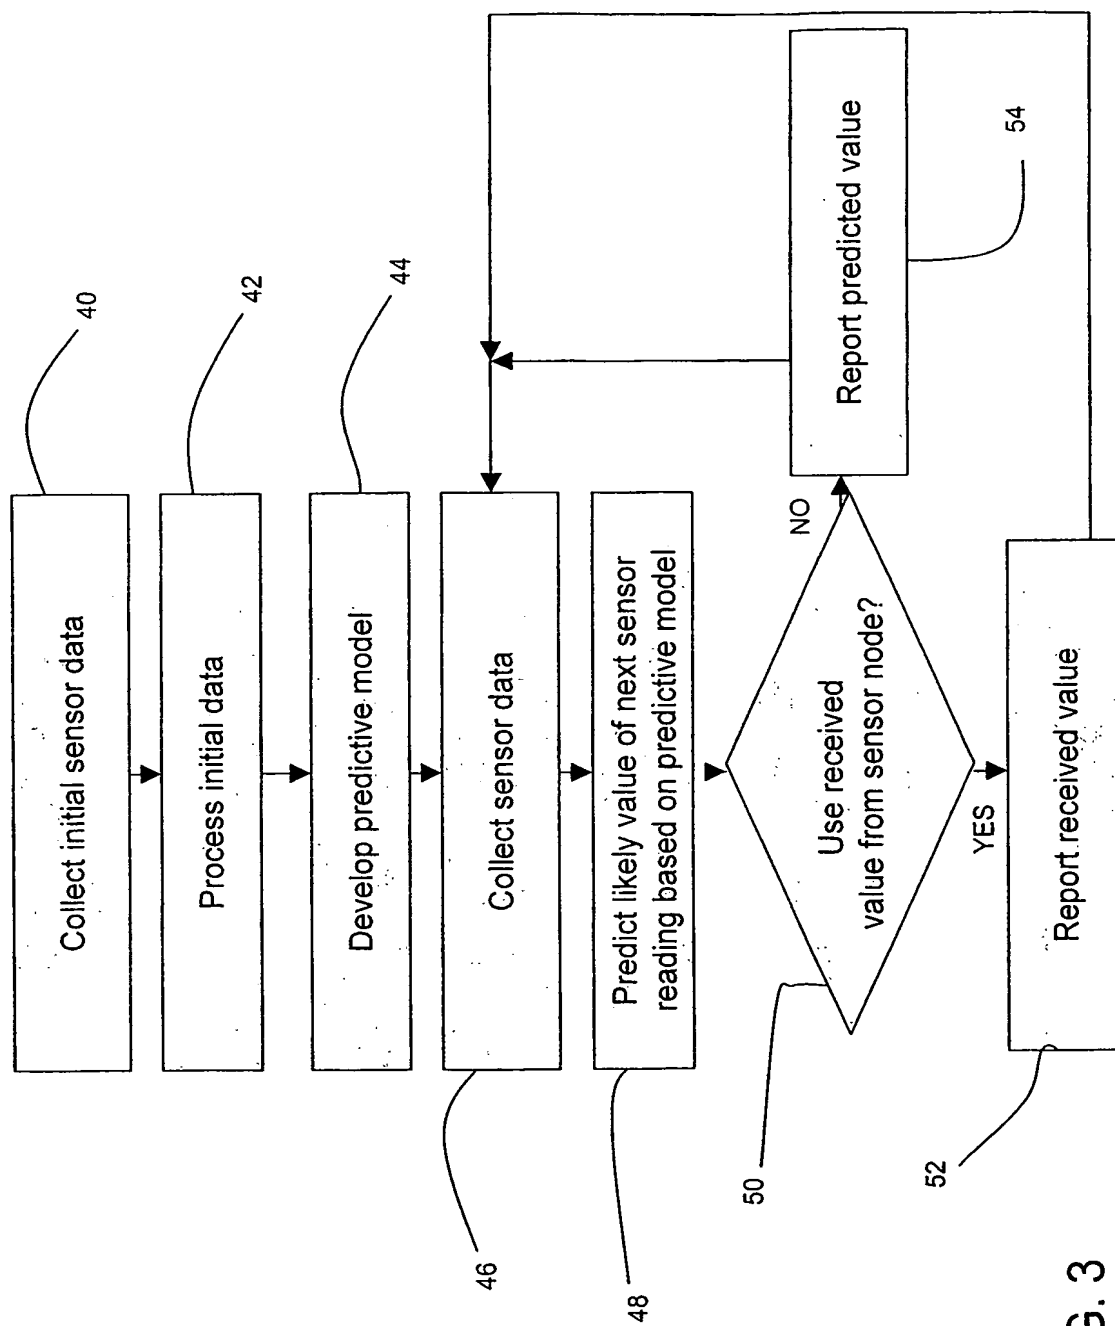 40
Collect initial sensor data
42
Process initial data
44
Develop predictive model
46
Collect sensor data
48
Predict likely value of next sensor
reading based on predictive model
50
Use received
value from sensor node?
NO
Report predicted value
54
YES
52
Report received value
G. 3